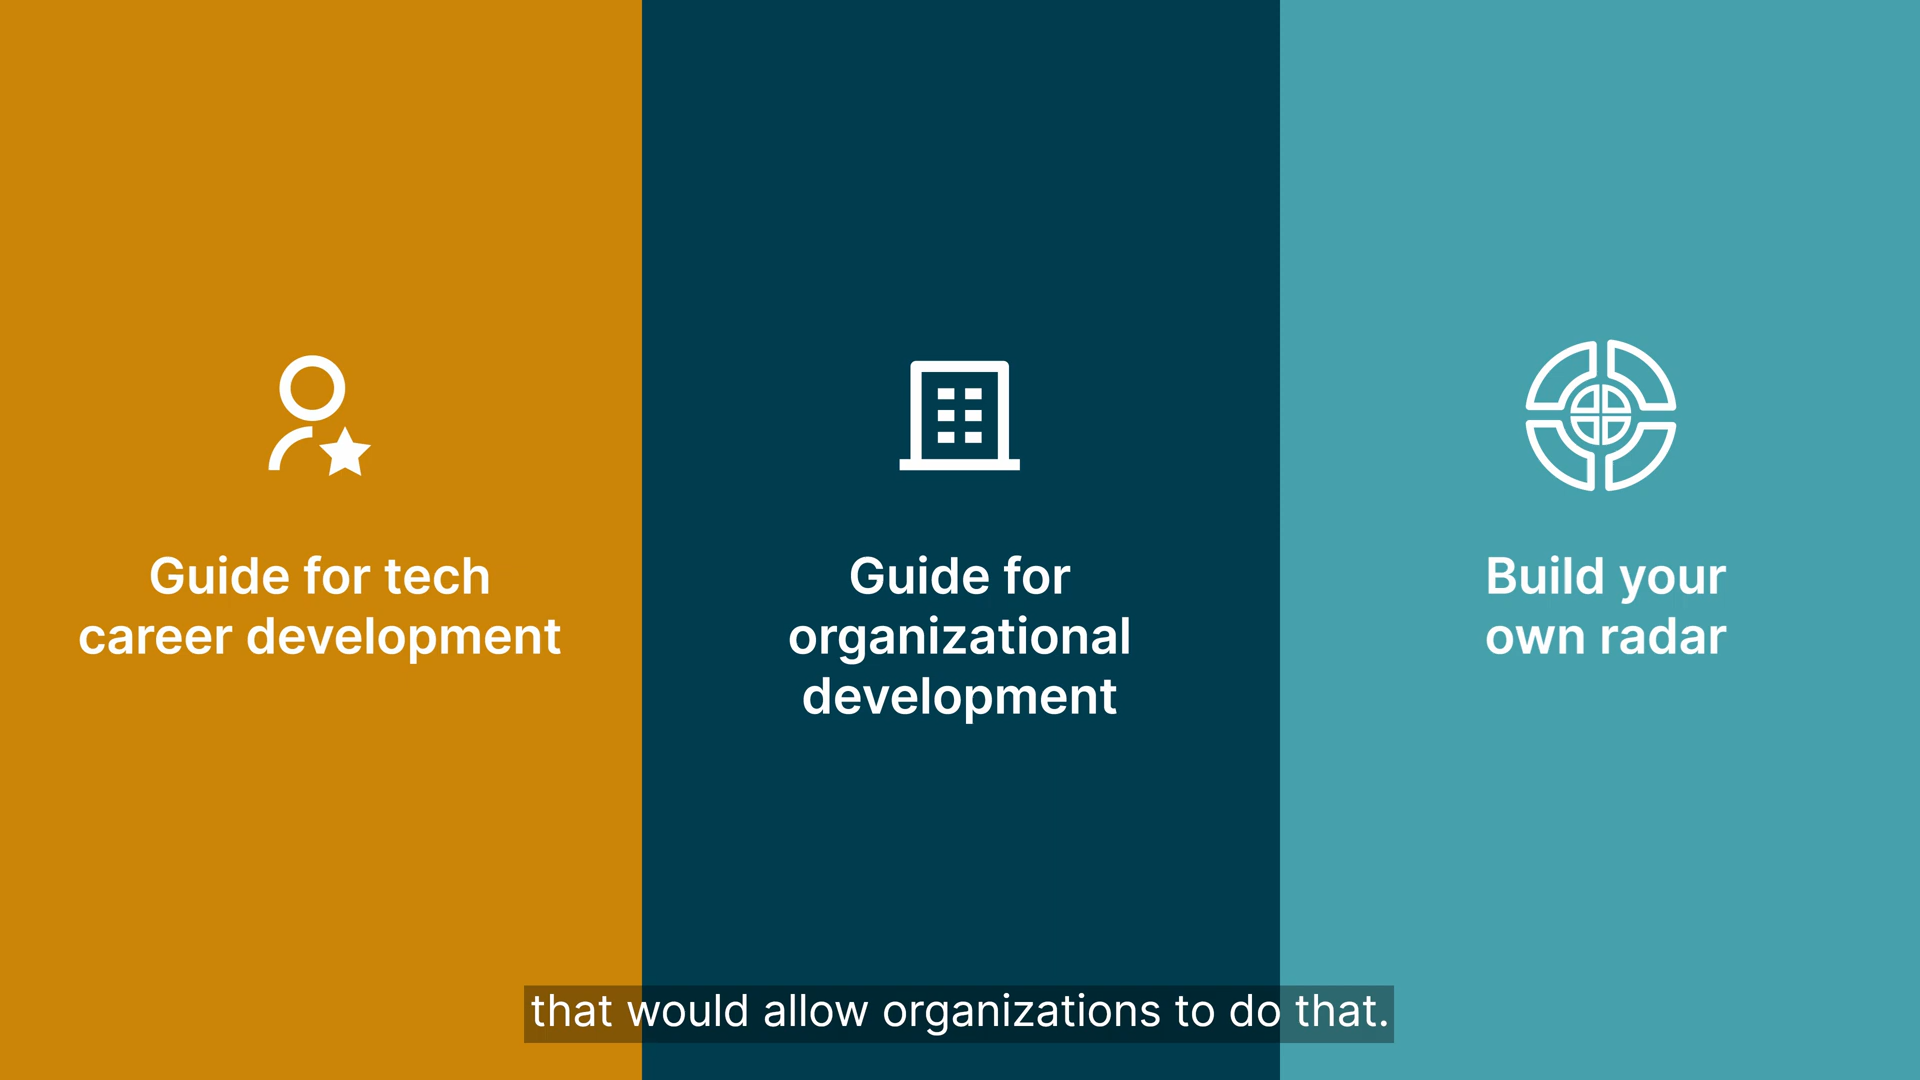 Guide for tech
career development
Guide for
organizational
development
Build your
own radar
that would allow organizations to do that.